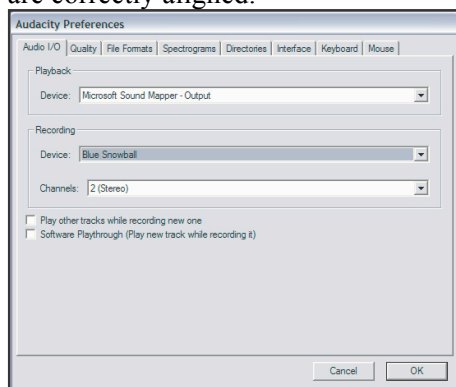 are correctly aligned.
Audacity Preferences
Audio I/O Quality File Formats Spectrograms Directories Interface Keyboard Mouse
Playback
Device: Microsoft Sound Mapper - Output
Recording
Device: Blue Snowball
Channels: 2 (Stereo)
Play other tracks while recording new one
Software Playthrough (Play new track while recording it)
Cancel OK